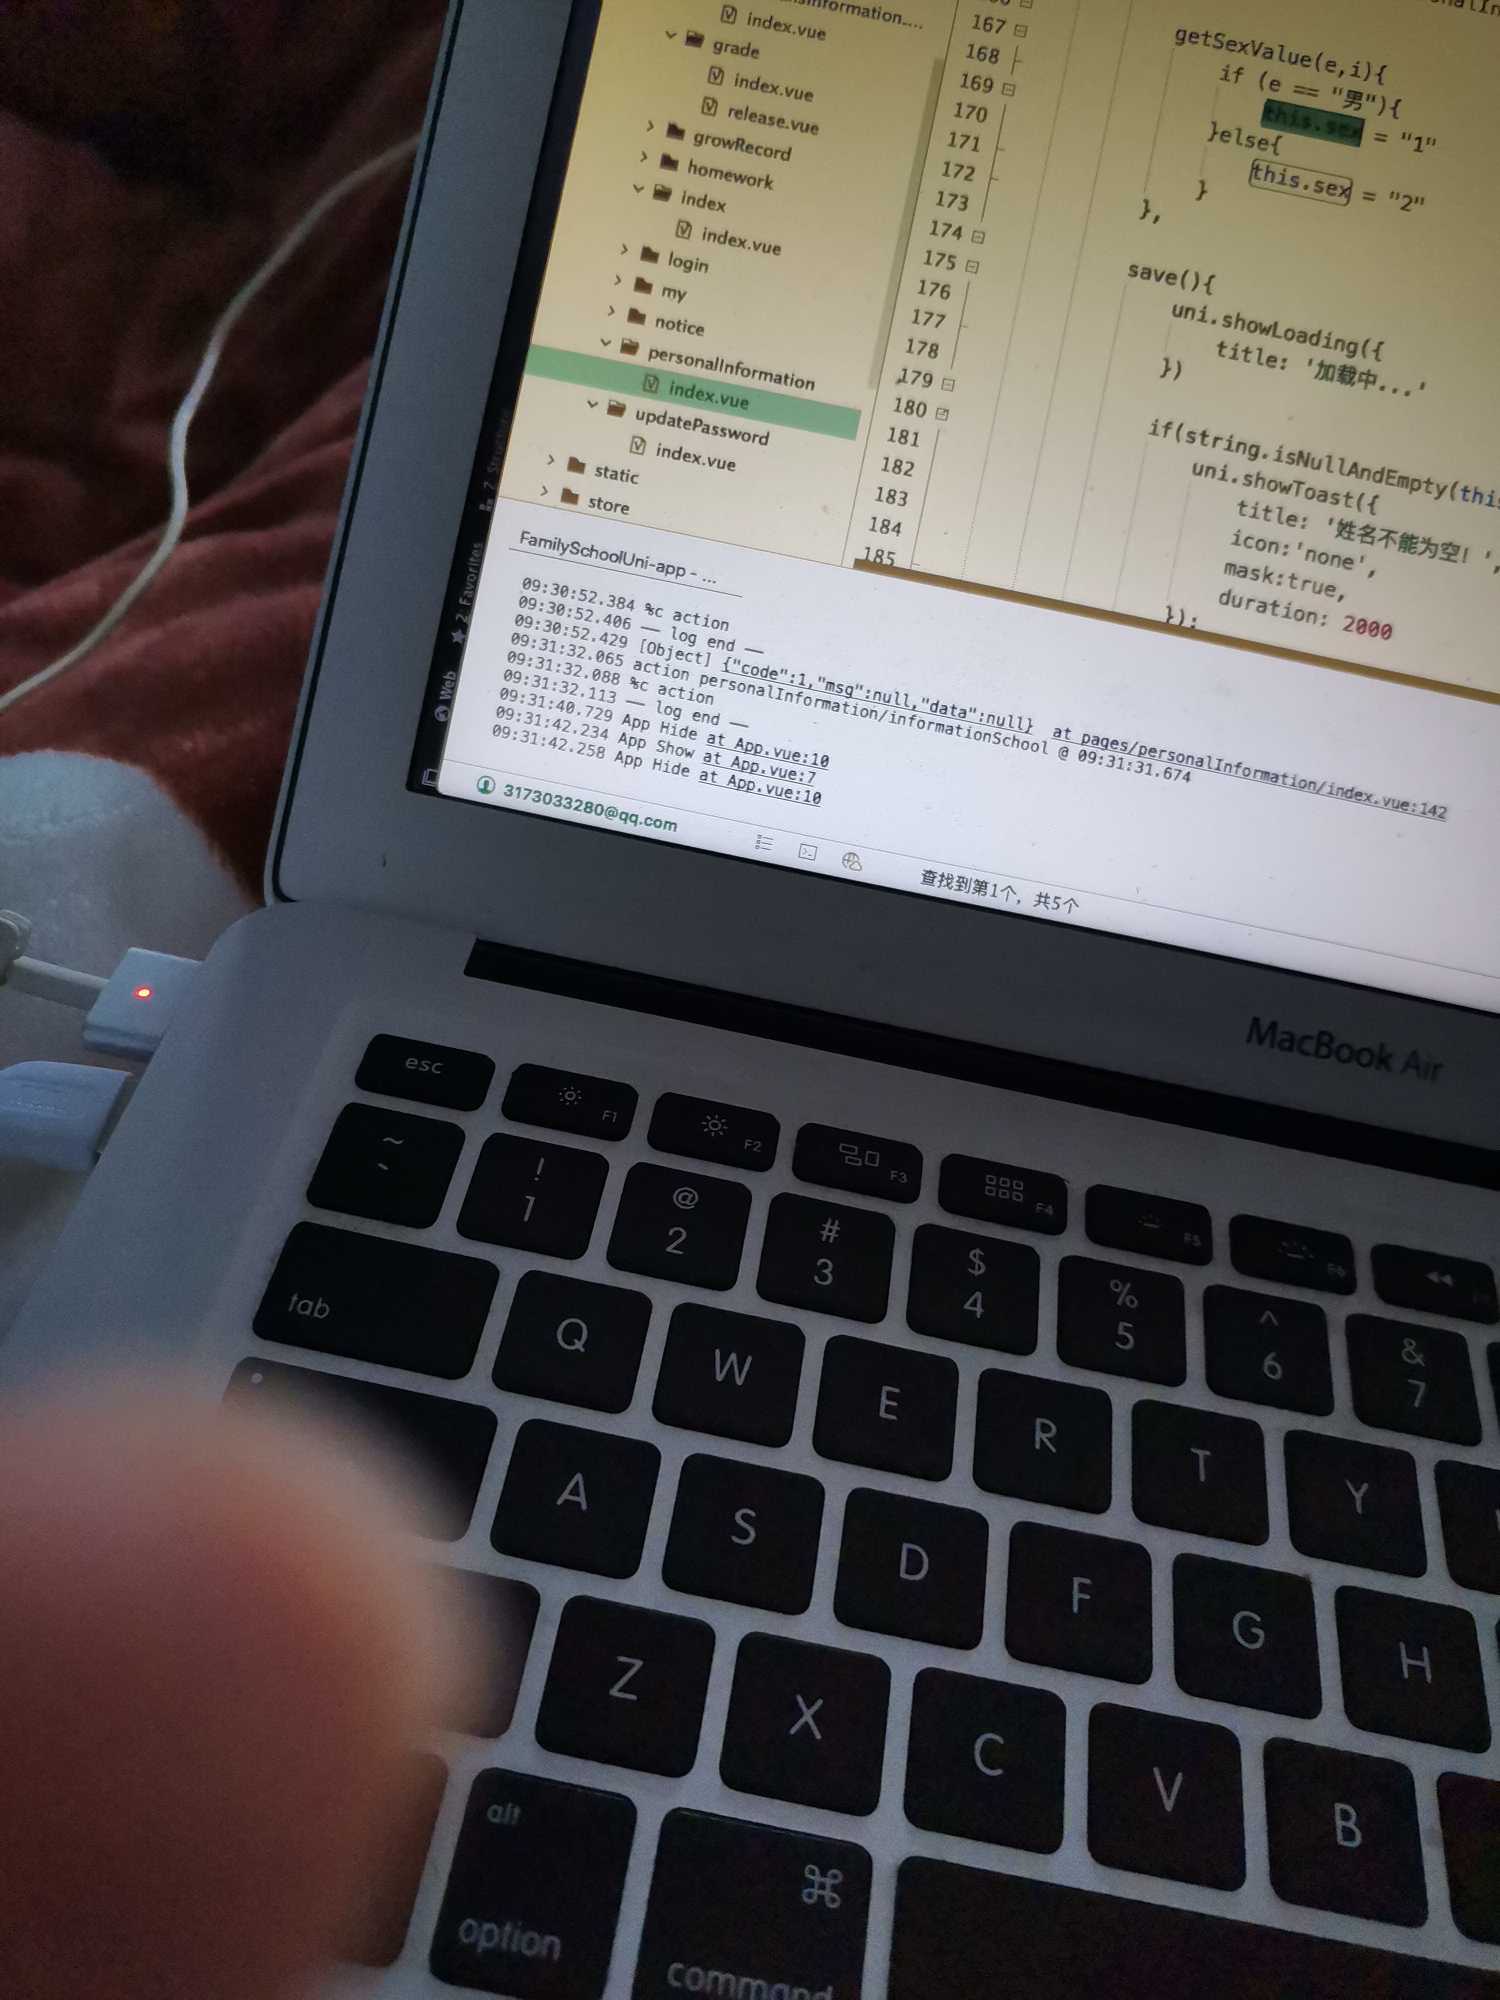 index.vue
grade
index.vue
release.vue
growRecord
homework
index
index.vue
login
my
notice
personalInformation
index.vue
updatePassword
index.vue
static
store
167
168
169
170
171
172
173
174
175
176
177
178
179
180
181
182
183
184
185
getSexValue(e,i){
if (e == "男"){
this.sex = "1"
}else{
this.sex = "2"
}
},
save(){
uni.showLoading({
title: '加载中...'
})
if(string.isNullAndEmpty(this
uni.showToast({
title: '姓名不能为空! ',
icon:'none',
mask:true,
duration: 2000
});
7: Structure
2: Favorites
Web
FamilySchoolUni-app - ...
09:30:52.384 %c action
09:30:52.406 —— log end ——
09:30:52.429 [Object] {"code":1,"msg":null,"data":null} at pages/personalInformation/index.vue:142
09:31:32.065 action personalInformation/informationSchool @ 09:31:31.674
09:31:32.088 %c action
09:31:32.113 —— log end ——
09:31:40.729 App Hide at App.vue:10
09:31:42.234 App Show at App.vue:7
09:31:42.258 App Hide at App.vue:10
3173033280@qq.com
查找到第1个，共5个
MacBook Air
esc F1 F2 F3 F4 F5 F6
~ ! @ # $ % ^ &
` 1 2 3 4 5 6 7
tab Q W E R T Y
A S D F G H
Z X C V B
alt ⌘
option command